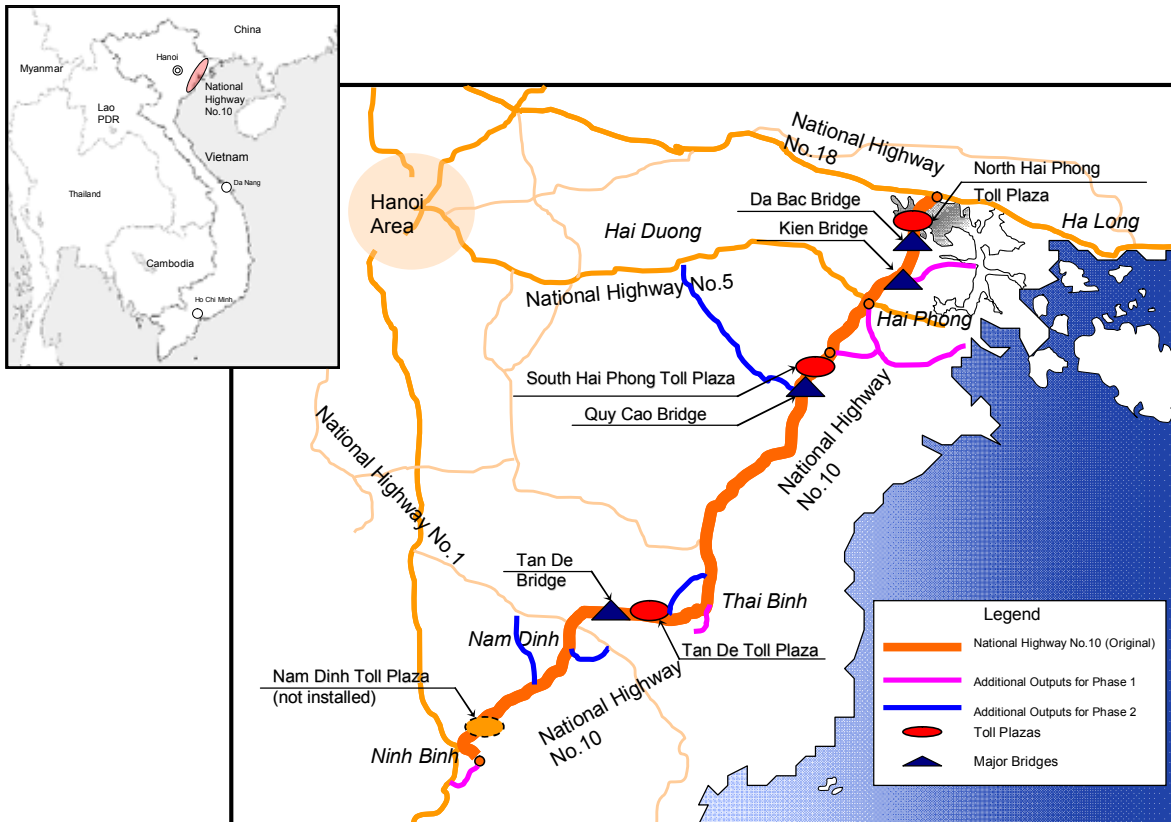 China
Hanoi
Myanmar
National
Highway
No.10
Lao
PDR
Vietnam
Da Nang
Thailand
Cambodia
Ho Chi Minh
National Highway
No.18
North Hai Phong
Toll Plaza
Da Bac Bridge
Kien Bridge
Hanoi
Area
Hai Duong
Ha Long
National Highway No.5
Hai Phong
South Hai Phong Toll Plaza
Quy Cao Bridge
National Highway
No.10
National Highway No.1
Tan De
Bridge
Thai Binh
Nam Dinh
Tan De Toll Plaza
Nam Dinh Toll Plaza
(not installed)
National Highway
No.10
Ninh Binh
Legend
National Highway No.10 (Original)
Additional Outputs for Phase 1
Additional Outputs for Phase 2
Toll Plazas
Major Bridges